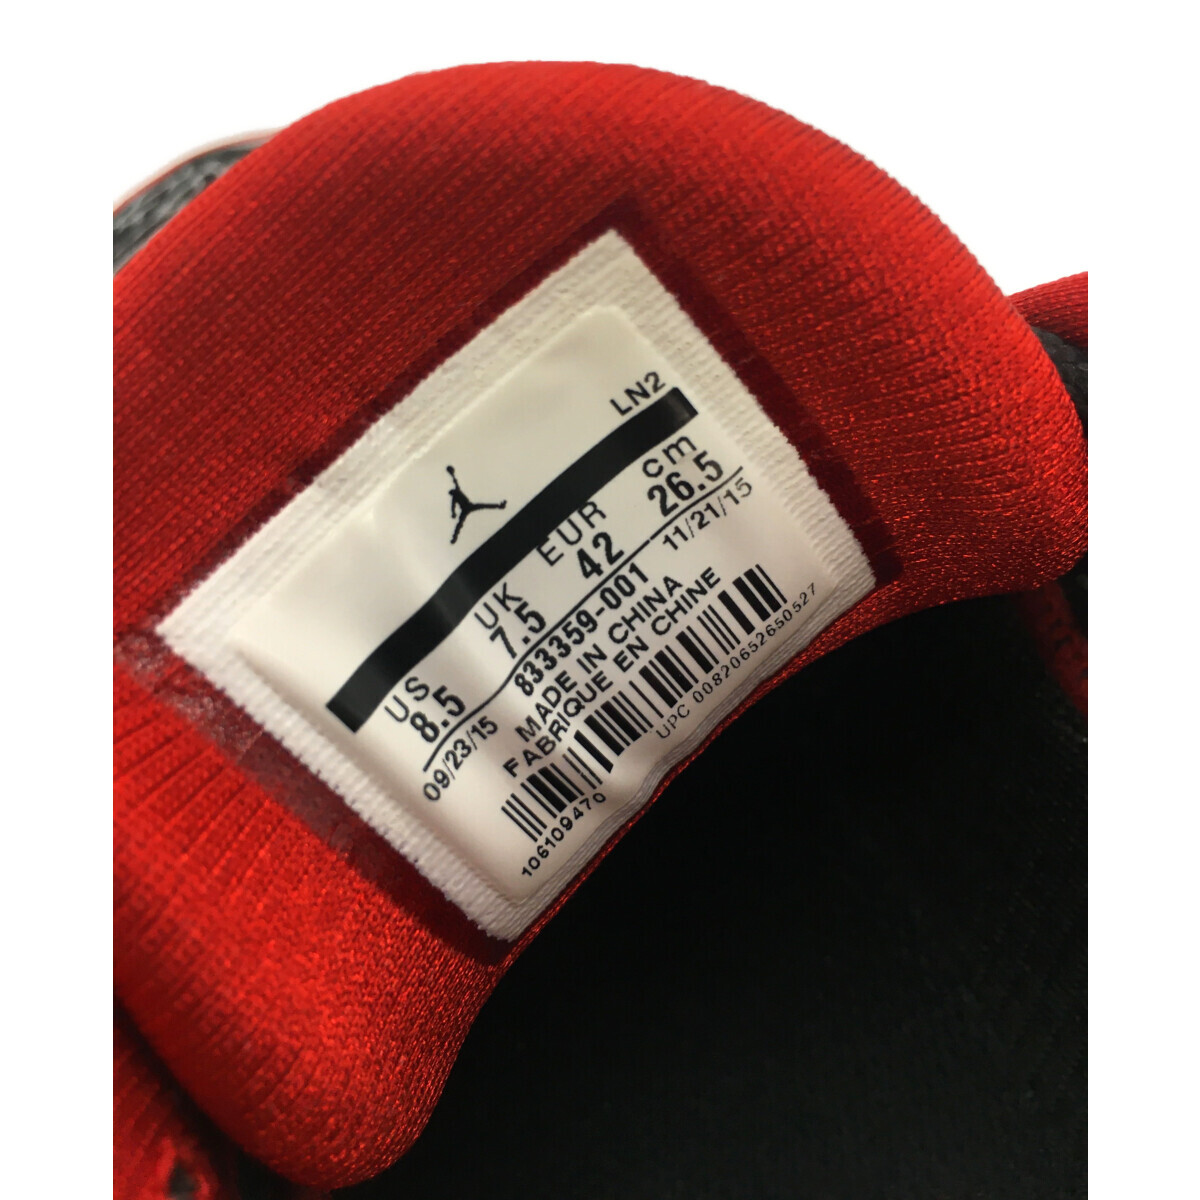 LN2
US UK EUR cm
8.5 7.5 42 26.5
09/23/15 833359-001 11/21/15
MADE IN CHINA
FABRIQUE EN CHINE
106109470 UPC 00820652650527